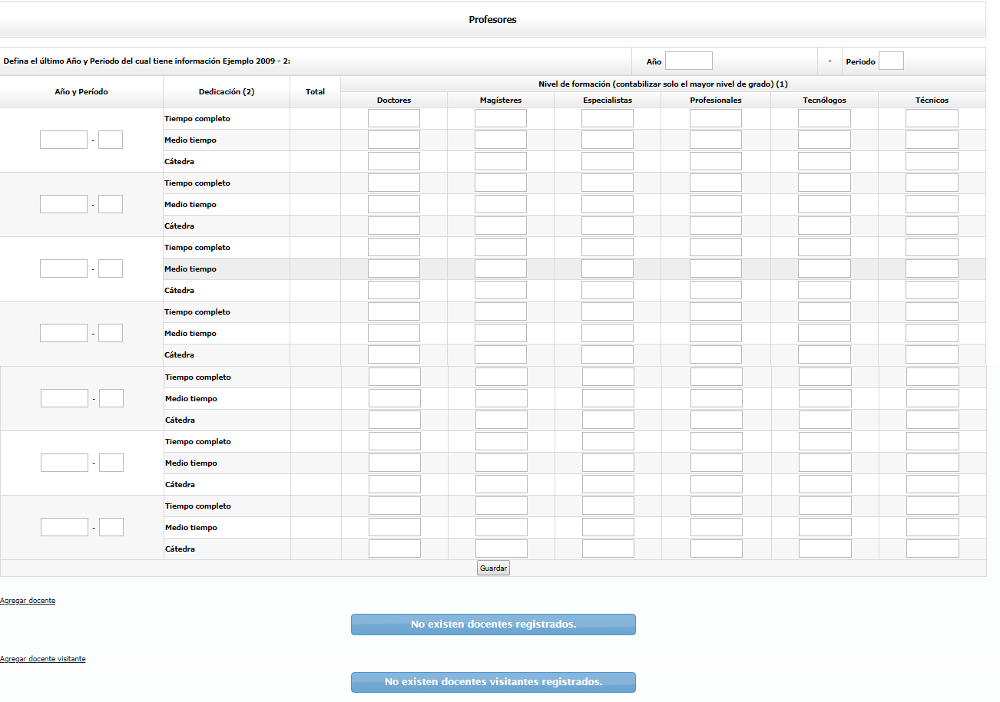 Profesores
Defina el último Año y Periodo del cual tiene información Ejemplo 2009 - 2: Año - Periodo
Año y Período Dedicación (2) Total Nivel de formación (contabilizar solo el mayor nivel de grado) (1)
Doctores Magísteres Especialistas Profesionales Tecnólogos Técnicos
Tiempo completo
- Medio tiempo
Cátedra
Tiempo completo
- Medio tiempo
Cátedra
Tiempo completo
- Medio tiempo
Cátedra
Tiempo completo
- Medio tiempo
Cátedra
Tiempo completo
- Medio tiempo
Cátedra
Tiempo completo
- Medio tiempo
Cátedra
Tiempo completo
- Medio tiempo
Cátedra
Guardar
Agregar docente
No existen docentes registrados.
Agregar docente visitante
No existen docentes visitantes registrados.